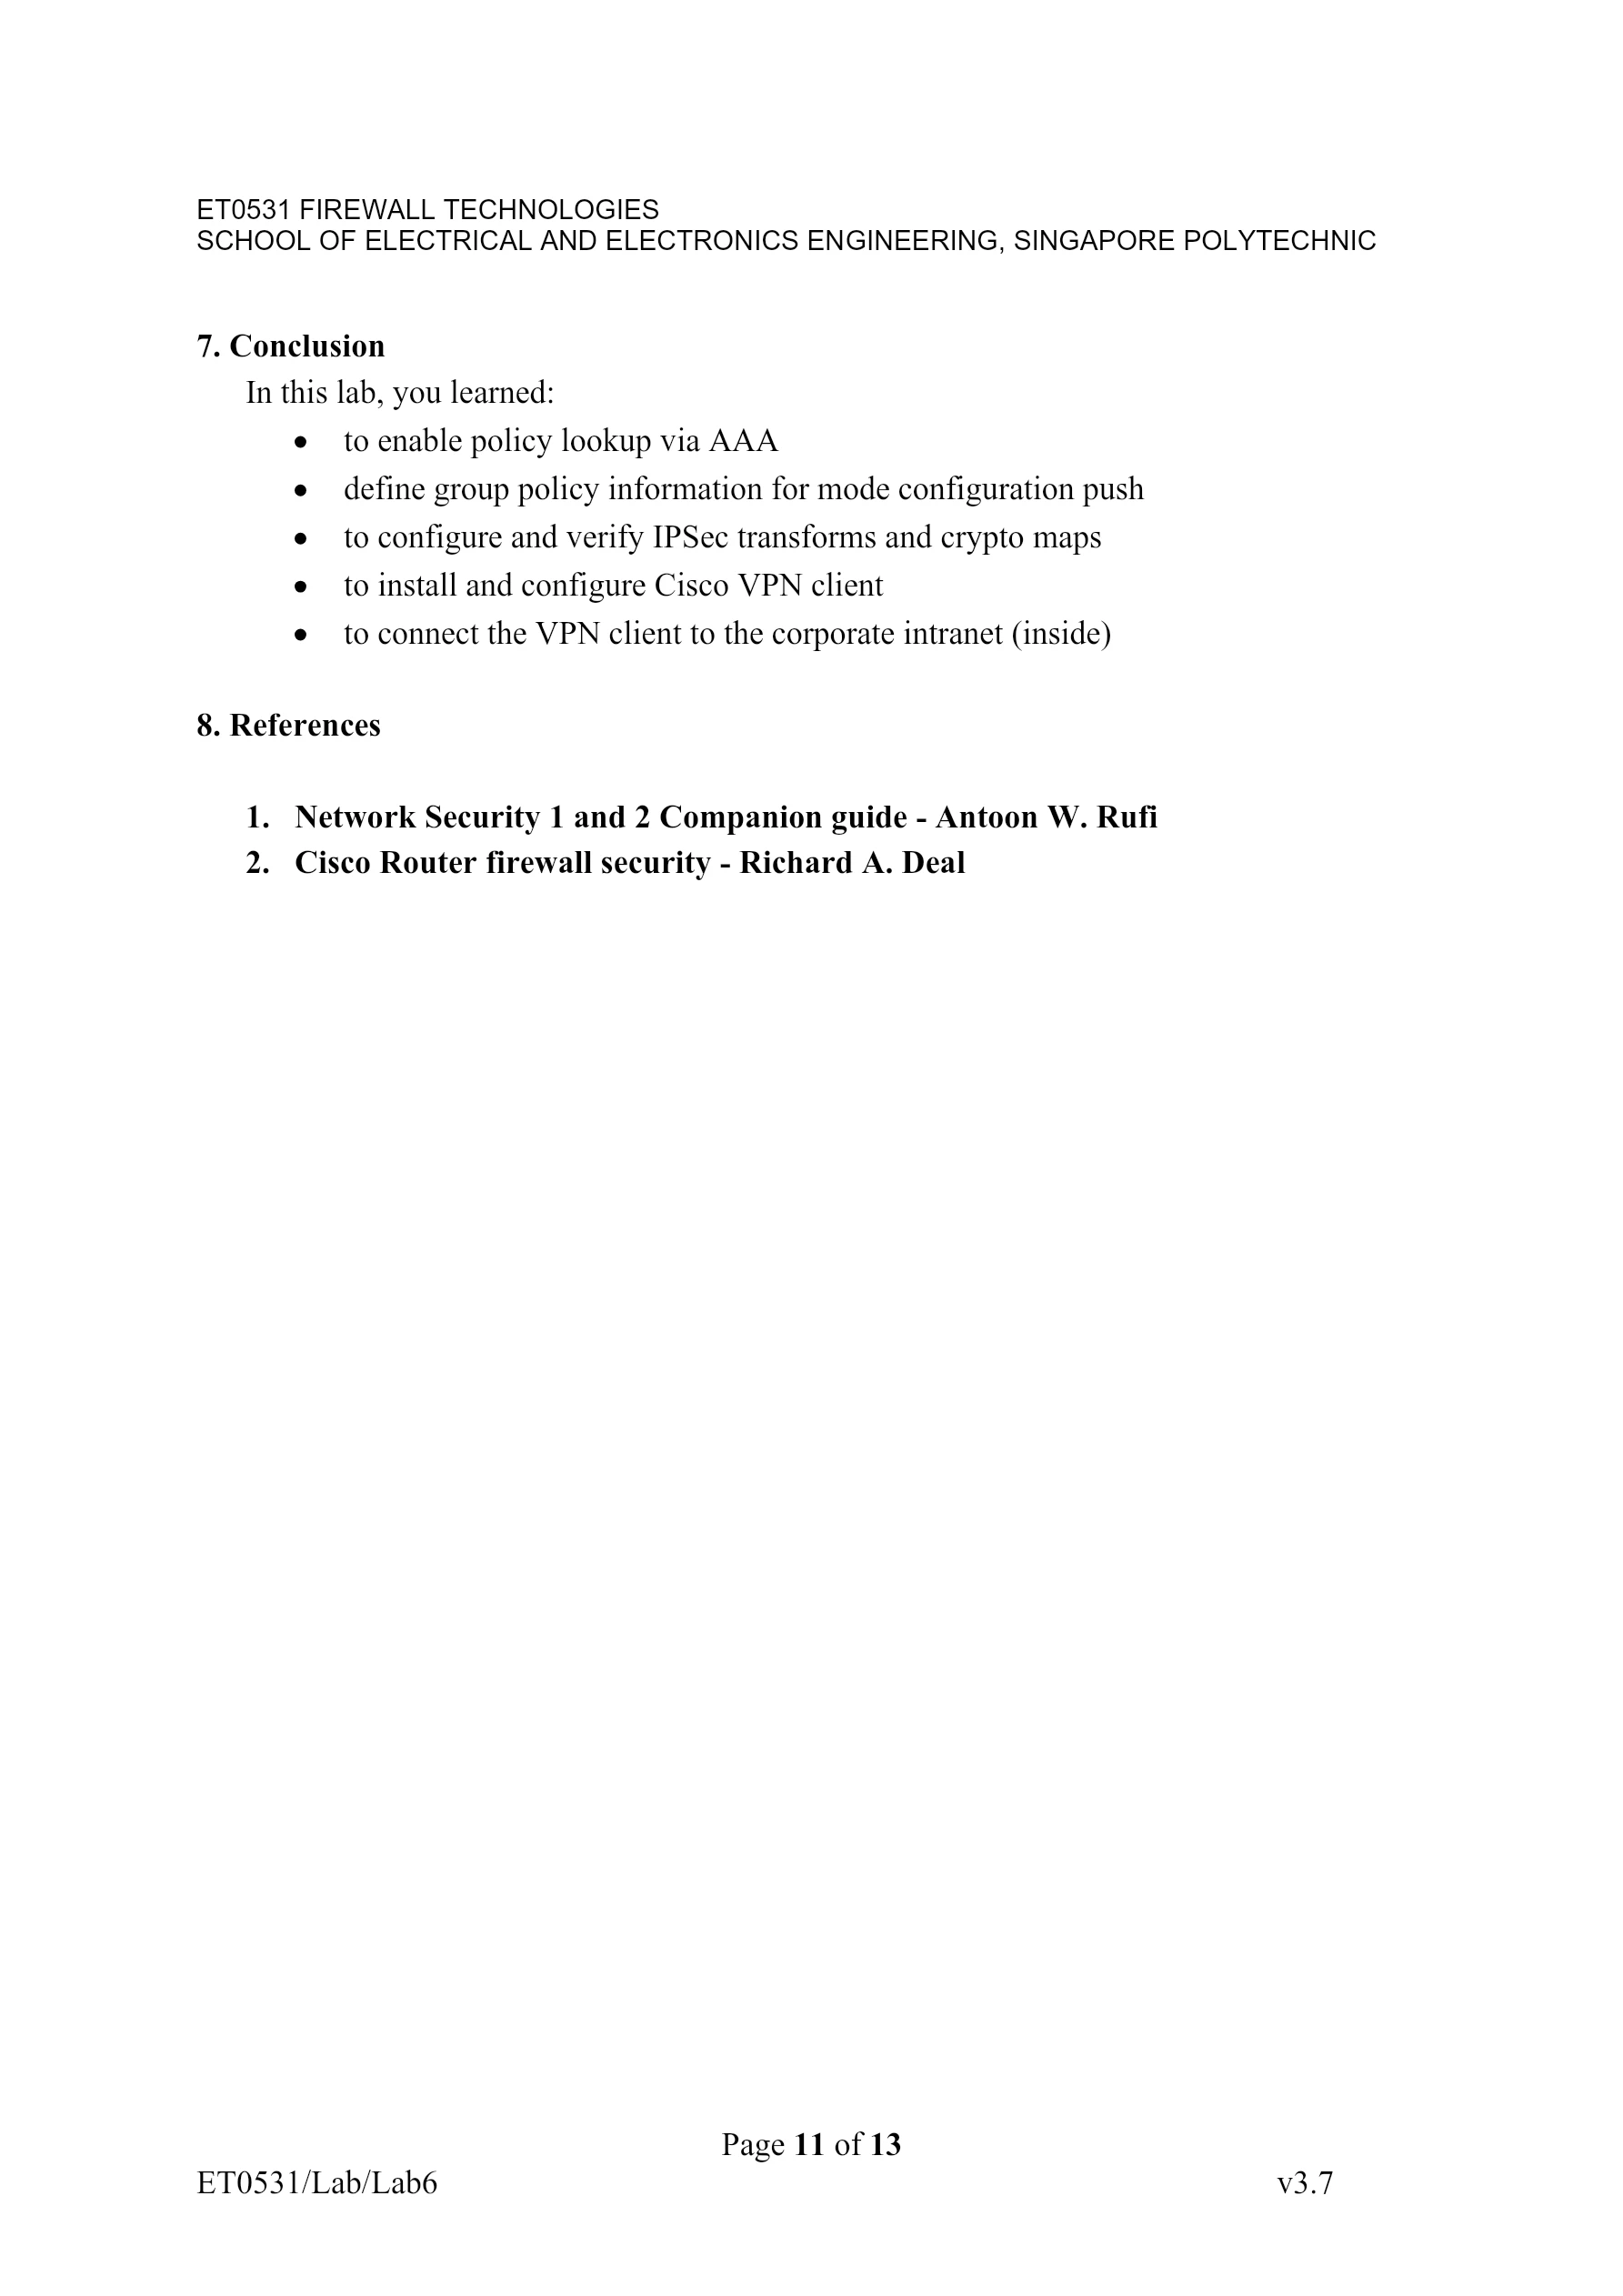 ET0531 FIREWALL TECHNOLOGIES
SCHOOL OF ELECTRICAL AND ELECTRONICS ENGINEERING, SINGAPORE POLYTECHNIC
7. Conclusion
In this lab, you learned:
• to enable policy lookup via AAA
• define group policy information for mode configuration push
• to configure and verify IPSec transforms and crypto maps
• to install and configure Cisco VPN client
• to connect the VPN client to the corporate intranet (inside)
8. References
1. Network Security 1 and 2 Companion guide - Antoon W. Rufi
2. Cisco Router firewall security - Richard A. Deal
Page 11 of 13
ET0531/Lab/Lab6 v3.7